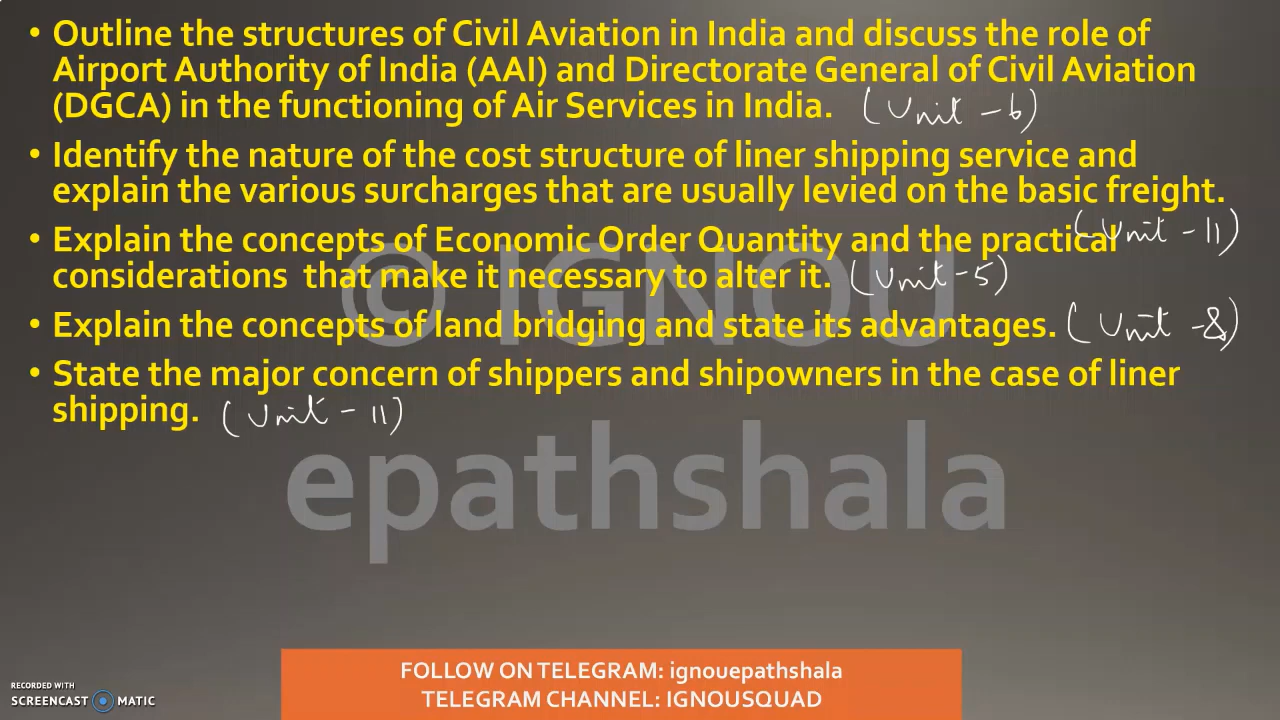 • Outline the structures of Civil Aviation in India and discuss the role of
Airport Authority of India (AAI) and Directorate General of Civil Aviation
(DGCA) in the functioning of Air Services in India. (Unit - 6)
• Identify the nature of the cost structure of liner shipping service and
explain the various surcharges that are usually levied on the basic freight.
(Unit - 11)
• Explain the concepts of Economic Order Quantity and the practical
considerations that make it necessary to alter it. (Unit - 5)
• Explain the concepts of land bridging and state its advantages. (Unit - 8)
• State the major concern of shippers and shipowners in the case of liner
shipping. (Unit - 11)
© IGNOU
epathshala
FOLLOW ON TELEGRAM: ignouepathshala
TELEGRAM CHANNEL: IGNOUSQUAD
RECORDED WITH
SCREENCAST MATIC